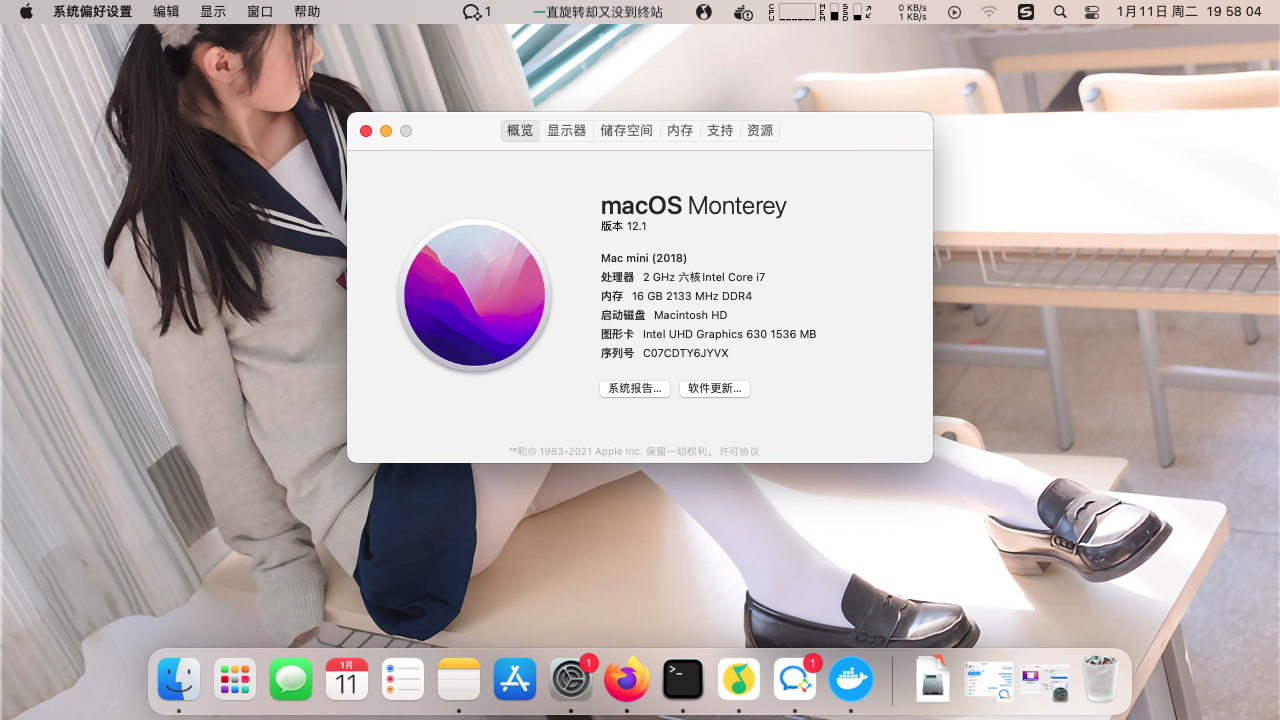 系统偏好设置 编辑 显示 窗口 帮助 1 一直旋转却又没到终站 0 KB/s 1月11日 周二 19 58 04
1 KB/s
概览 显示器 储存空间 内存 支持 资源
macOS Monterey
版本 12.1
Mac mini (2018)
处理器 2 GHz 六核Intel Core i7
内存 16 GB 2133 MHz DDR4
启动磁盘 Macintosh HD
图形卡 Intel UHD Graphics 630 1536 MB
序列号 C07CDTY6JYVX
系统报告... 软件更新...
™和© 1983-2021 Apple Inc. 保留一切权利。许可协议
1月
11
1
>_
1